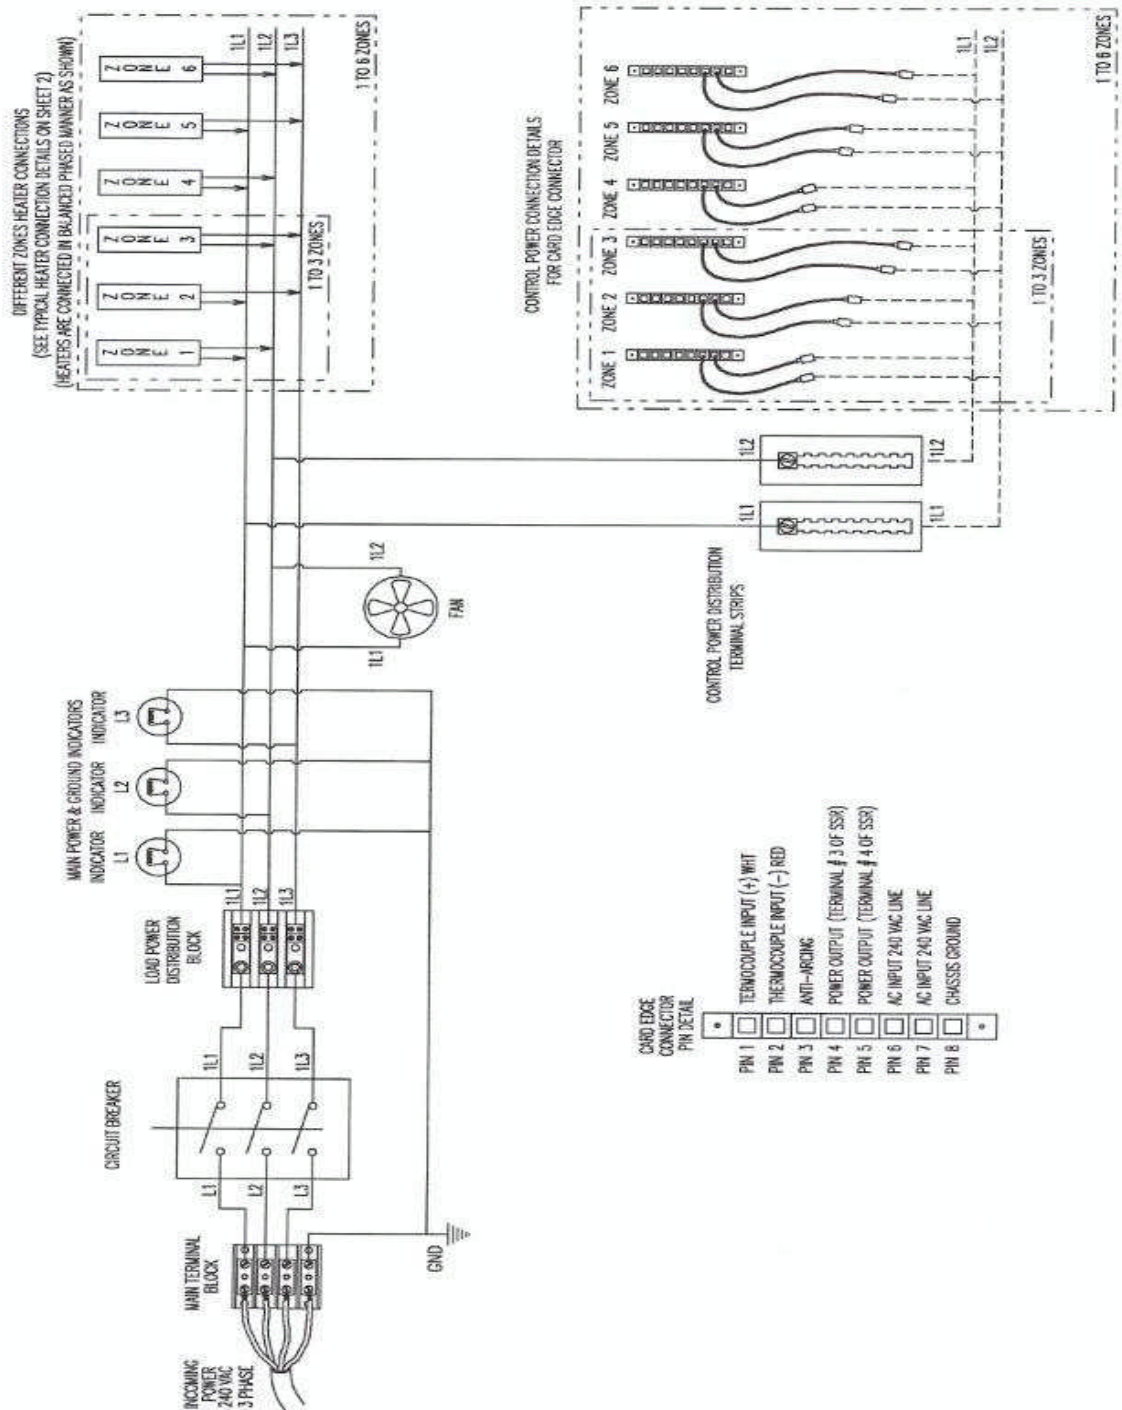 DIFFERENT ZONES HEATER CONNECTIONS
(SEE TYPICAL HEATER CONNECTION DETAILS ON SHEET 2)
(HEATERS ARE CONNECTED IN BALANCED PHASED MANNER AS SHOWN)
ZONE 1
ZONE 2
ZONE 3
ZONE 4
ZONE 5
ZONE 6
1L1
1L2
1L3
1 TO 3 ZONES
1 TO 6 ZONES
MAIN POWER & GROUND INDICATORS
L1
INDICATOR
L2
INDICATOR
L3
INDICATOR
LOAD POWER
DISTRIBUTION
BLOCK
1L1
1L2
1L3
CIRCUIT BREAKER
L1
L2
L3
1L1
1L2
1L3
MAIN TERMINAL
BLOCK
INCOMING
POWER
240 VAC
3 PHASE
GND
1L1
1L2
FAN
CONTROL POWER CONNECTION DETAILS
FOR CARD EDGE CONNECTOR
ZONE 1
ZONE 2
ZONE 3
ZONE 4
ZONE 5
ZONE 6
1L1
1L2
1 TO 3 ZONES
1 TO 6 ZONES
1L1
1L2
1L1
1L2
CONTROL POWER DISTRIBUTION
TERMINAL STRIPS
CARD EDGE
CONNECTOR
PIN DETAIL
PIN 1 TERMOCOUPLE INPUT (+) WHT
PIN 2 THERMOCOUPLE INPUT (-) RED
PIN 3 ANTI-ARCING
PIN 4 POWER OUTPUT (TERMINAL # 3 OF SSR)
PIN 5 POWER OUTPUT (TERMINAL # 4 OF SSR)
PIN 6 AC INPUT 240 VAC LINE
PIN 7 AC INPUT 240 VAC LINE
PIN 8 CHASSIS GROUND